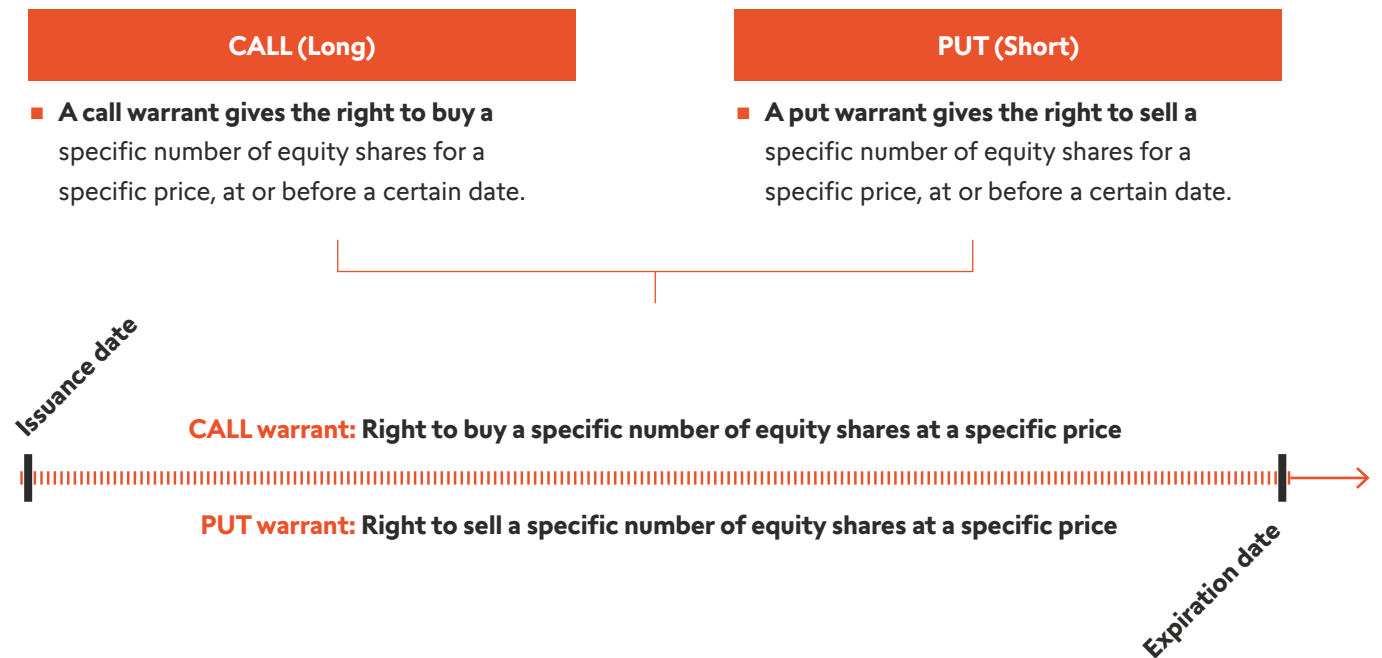 CALL (Long)
A call warrant gives the right to buy a
specific number of equity shares for a
specific price, at or before a certain date.
PUT (Short)
A put warrant gives the right to sell a
specific number of equity shares for a
specific price, at or before a certain date.
Issuance date
CALL warrant: Right to buy a specific number of equity shares at a specific price
PUT warrant: Right to sell a specific number of equity shares at a specific price
Expiration date